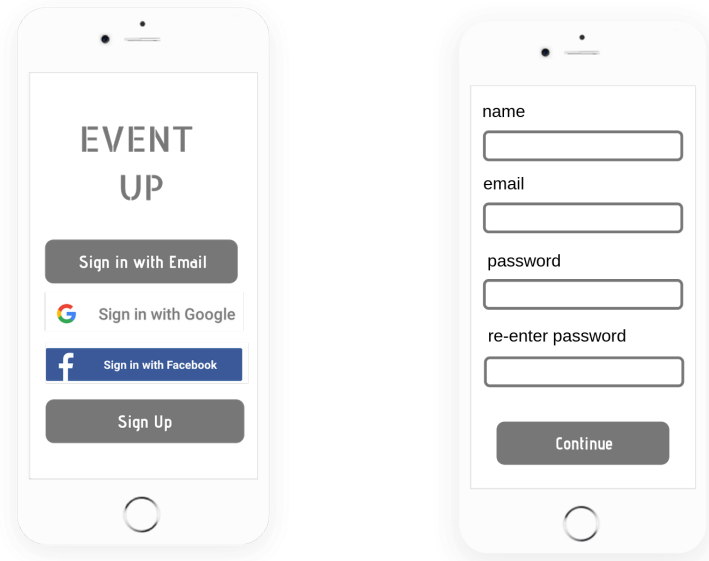 EVENT
UP
Sign in with Email
Sign in with Google
Sign in with Facebook
Sign Up
name
email
password
re-enter password
Continue